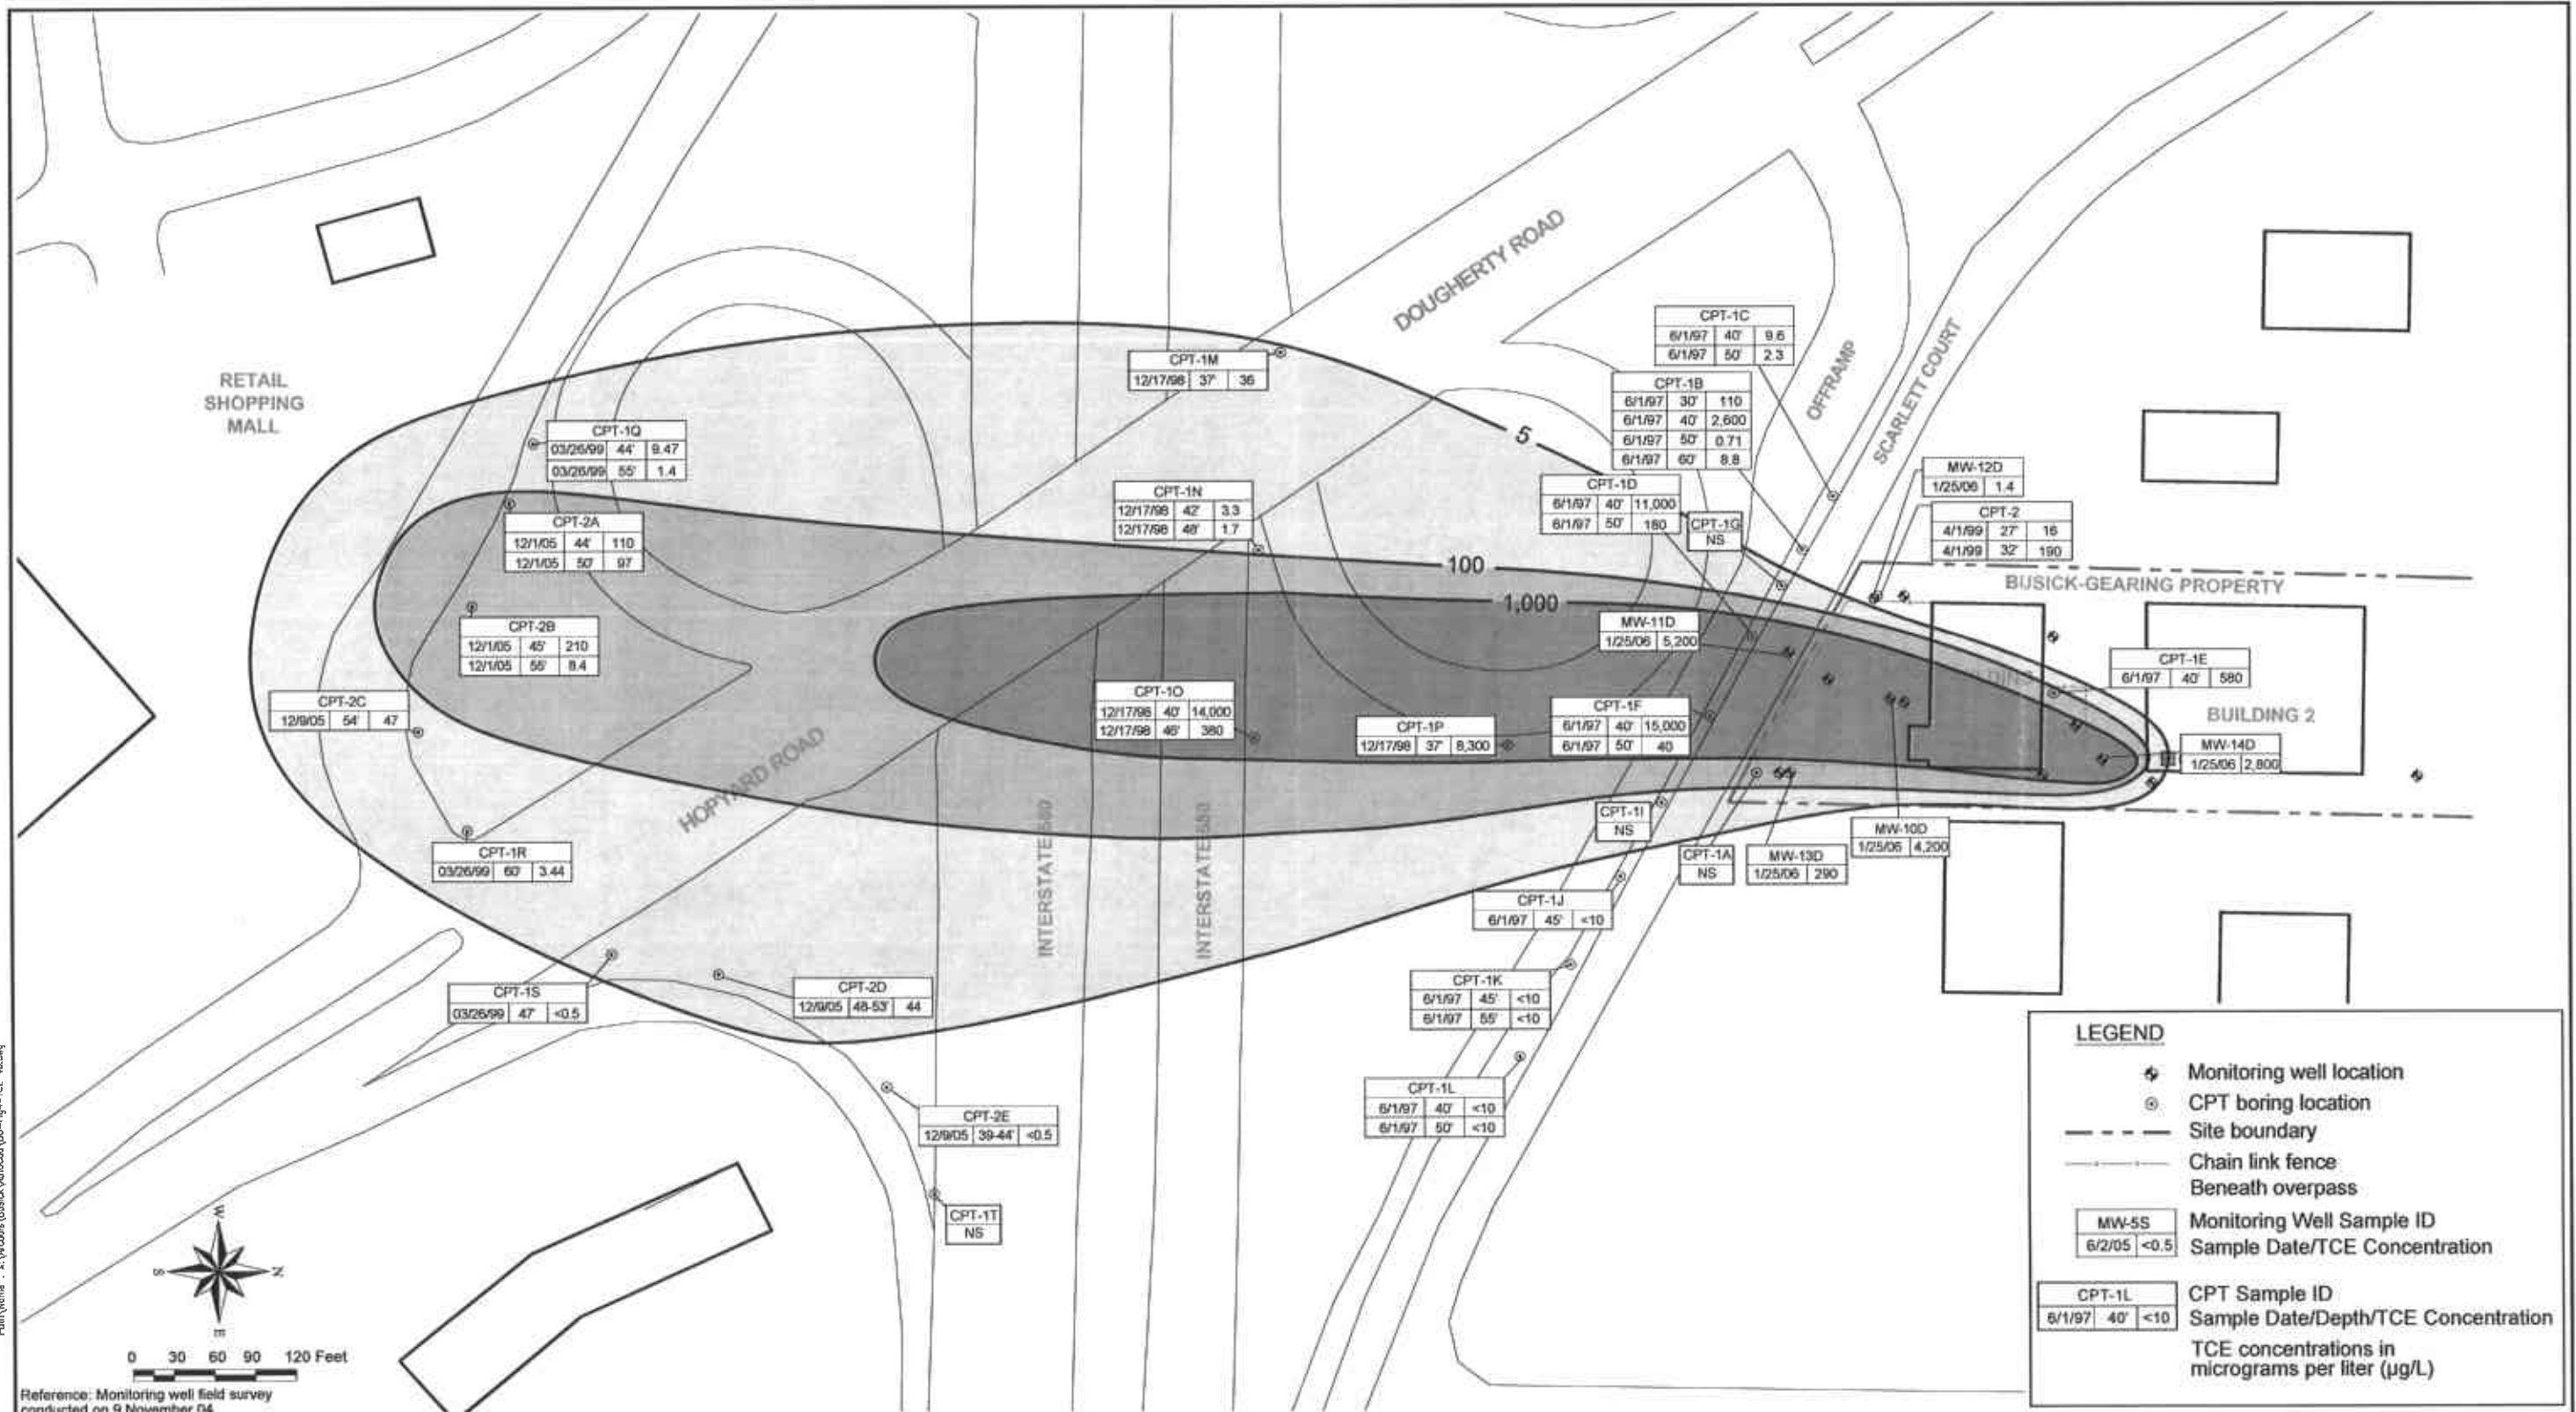 RETAIL
SHOPPING
MALL
DOUGHERTY ROAD
OFFRAMP
SCARLETT COURT
HOPYARD ROAD
INTERSTATE 580
INTERSTATE 580
BUSICK-GEARING PROPERTY
BUILDING 2
5
100
1,000
CPT-1M
12/17/98 37' 36
CPT-1C
6/1/97 40' 9.6
6/1/97 50' 2.3
CPT-1B
6/1/97 30' 110
6/1/97 40' 2,600
6/1/97 50' 0.71
6/1/97 60' 8.8
CPT-1Q
03/26/99 44' 9.47
03/26/99 55' 1.4
CPT-1N
12/17/98 42' 3.3
12/17/98 48' 1.7
CPT-1D
6/1/97 40' 11,000
6/1/97 50' 180
CPT-1G
NS
MW-12D
1/25/06 1.4
CPT-2
4/1/99 27' 16
4/1/99 32' 190
CPT-2A
12/1/05 44' 110
12/1/05 50' 97
CPT-2B
12/1/05 45' 210
12/1/05 55' 8.4
MW-11D
1/25/06 5,200
CPT-1E
6/1/97 40' 580
CPT-2C
12/9/05 54' 47
CPT-1O
12/17/98 40' 14,000
12/17/98 46' 380
CPT-1P
12/17/98 37' 8,300
CPT-1F
6/1/97 40' 15,000
6/1/97 50' 40
MW-14D
1/25/06 2,800
CPT-1R
03/26/99 60' 3.44
CPT-1I
NS
CPT-1A
NS
MW-13D
1/25/06 290
MW-10D
1/25/06 4,200
CPT-1J
6/1/97 45' <10
CPT-1S
03/26/99 47' <0.5
CPT-2D
12/9/05 48-53' 44
CPT-1K
6/1/97 45' <10
6/1/97 55' <10
CPT-2E
12/9/05 39-44' <0.5
CPT-1L
6/1/97 40' <10
6/1/97 50' <10
CPT-1T
NS
W
S
N
E
0 30 60 90 120 Feet
Reference: Monitoring well field survey
conducted on 9 November 04
LEGEND
Monitoring well location
CPT boring location
Site boundary
Chain link fence
Beneath overpass
MW-5S
6/2/05 <0.5
Monitoring Well Sample ID
Sample Date/TCE Concentration
CPT-1L
6/1/97 40' <10
CPT Sample ID
Sample Date/Depth/TCE Concentration
TCE concentrations in
micrograms per liter (µg/L)